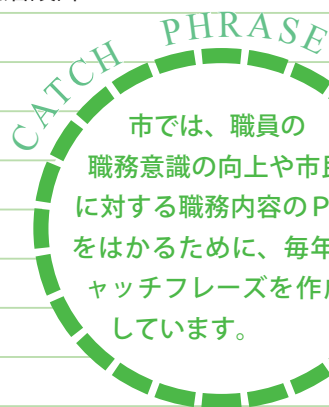 CATCH PHRASE
市では、職員の
職務意識の向上や市民
に対する職務内容のP
をはかるために、毎年
ャッチフレーズを作成
しています。